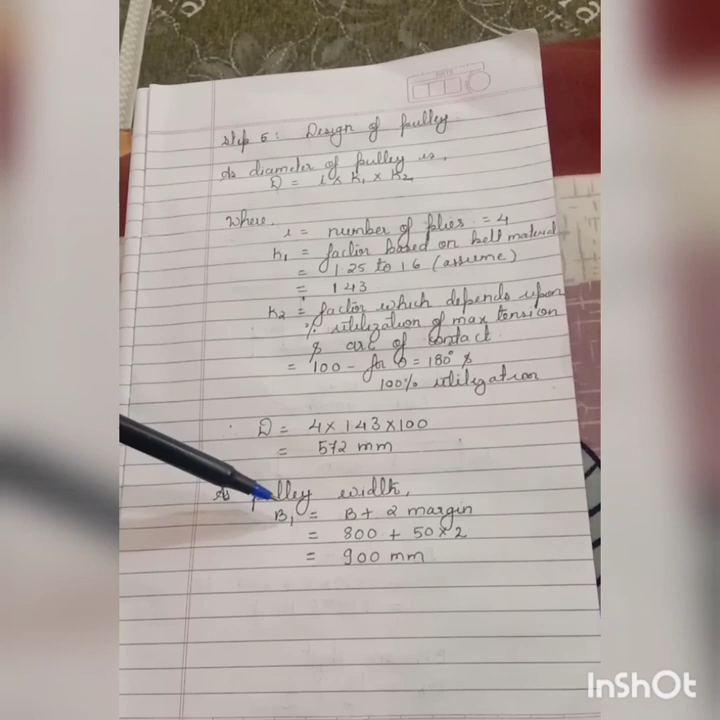 Step 5: Design of pulley
As diameter of pulley is,
D = i × K₁ × K₂
Where,
i = number of plies = 4
K₁ = factor based on belt material
= 1.25 to 1.6 (assume)
= 1.43
K₂ = factor which depends upon
% utilization of max tension
& arc of contact
= 100 - for θ = 180° &
100% utilization
D = 4 × 1.43 × 100
= 572 mm
As pulley width,
B₁ = B + 2 margin
= 800 + 50 × 2
= 900 mm
InShOt